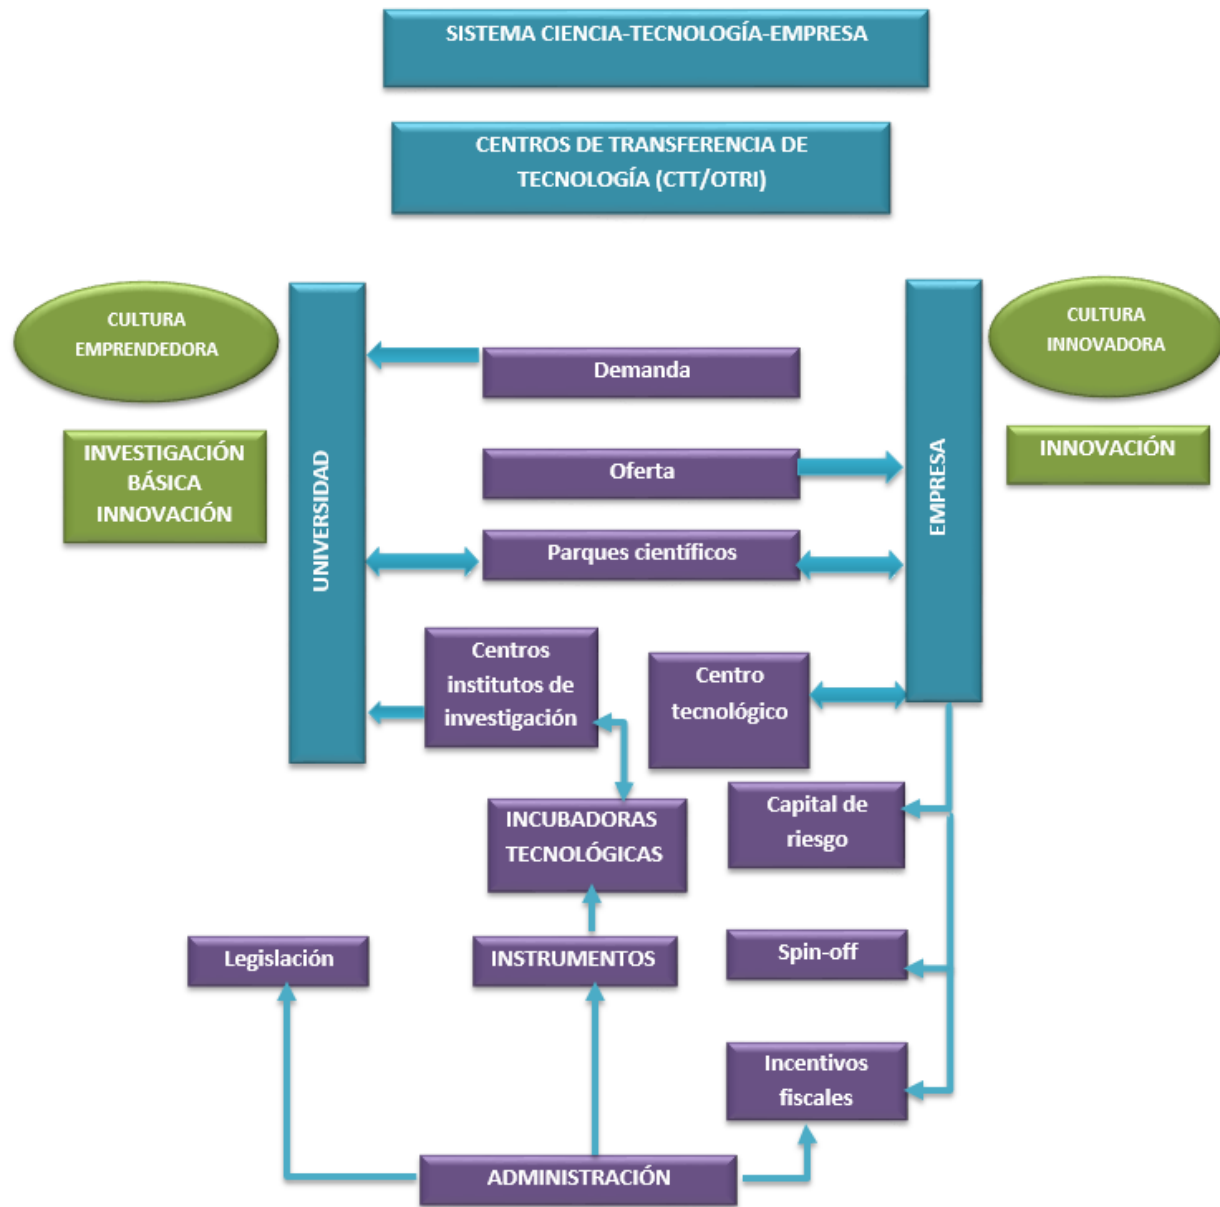 SISTEMA CIENCIA-TECNOLOGÍA-EMPRESA
CENTROS DE TRANSFERENCIA DE
TECNOLOGÍA (CTT/OTRI)
CULTURA
EMPRENDEDORA
INVESTIGACIÓN
BÁSICA
INNOVACIÓN
UNIVERSIDAD
Demanda
Oferta
Parques científicos
EMPRESA
CULTURA
INNOVADORA
INNOVACIÓN
Centros
institutos de
investigación
Centro
tecnológico
INCUBADORAS
TECNOLÓGICAS
Capital de
riesgo
Legislación
INSTRUMENTOS
Spin-off
Incentivos
fiscales
ADMINISTRACIÓN